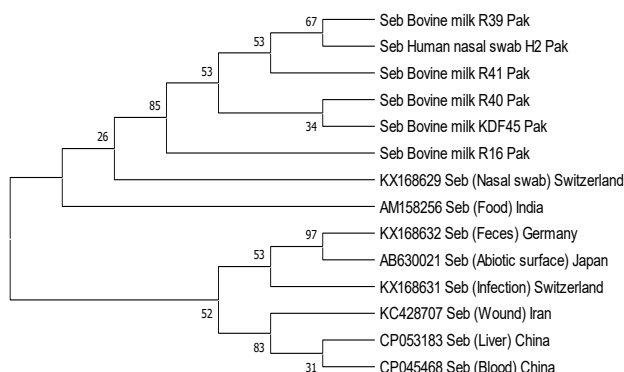 67
Seb Bovine milk R39 Pak
53
Seb Human nasal swab H2 Pak
53
Seb Bovine milk R41 Pak
85
Seb Bovine milk R40 Pak
34
Seb Bovine milk KDF45 Pak
26
Seb Bovine milk R16 Pak
KX168629 Seb (Nasal swab) Switzerland
AM158256 Seb (Food) India
97
KX168632 Seb (Feces) Germany
53
AB630021 Seb (Abiotic surface) Japan
KX168631 Seb (Infection) Switzerland
52
KC428707 Seb (Wound) Iran
83
CP053183 Seb (Liver) China
31
CP045468 Seb (Blood) China